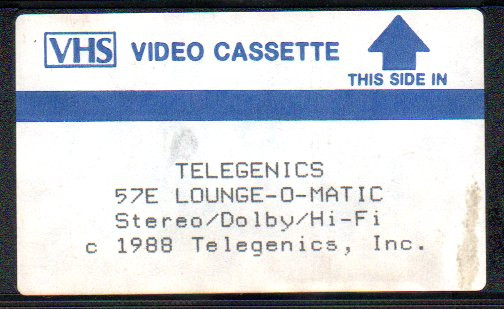 VHS VIDEO CASSETTE
THIS SIDE IN
TELEGENICS
57E LOUNGE-O-MATIC
Stereo/Dolby/Hi-Fi
c 1988 Telegenics, Inc.